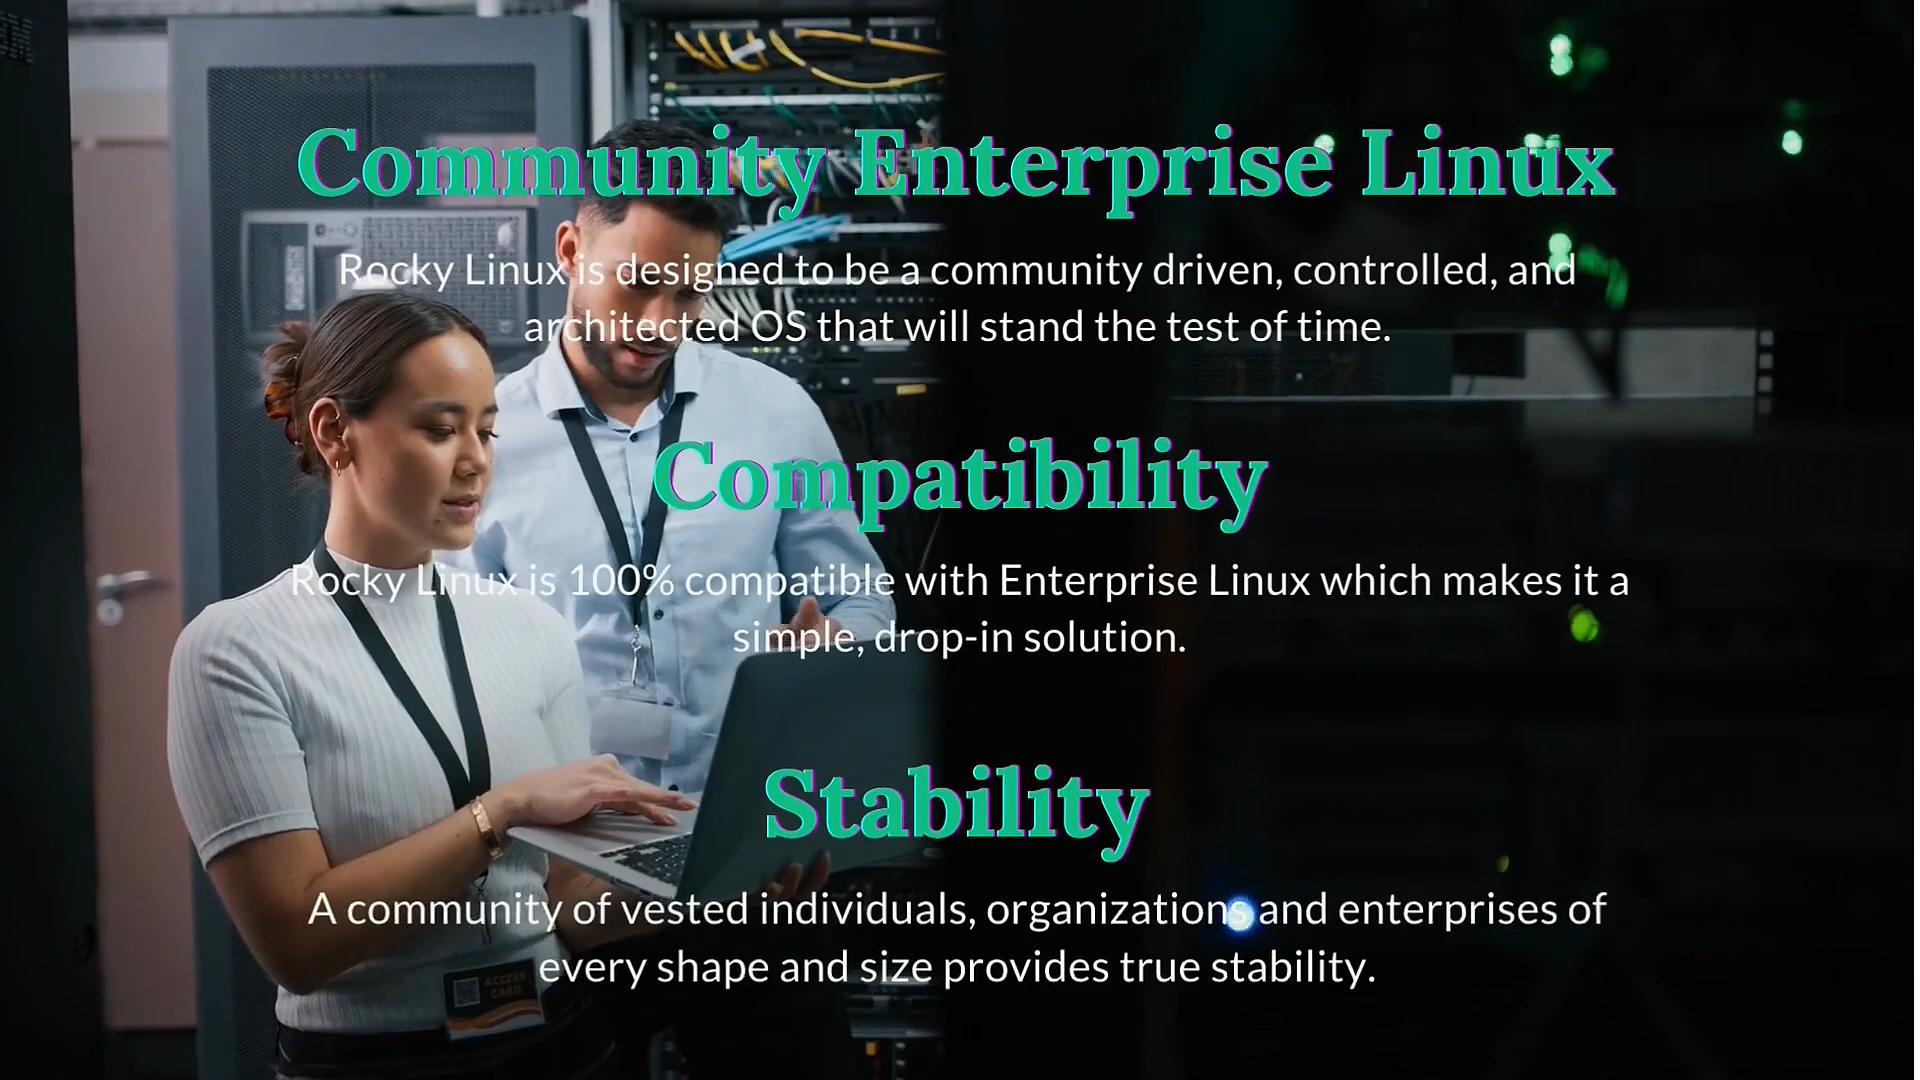 Community Enterprise Linux
Rocky Linux is designed to be a community driven, controlled, and
architected OS that will stand the test of time.
Compatibility
Rocky Linux is 100% compatible with Enterprise Linux which makes it a
simple, drop-in solution.
Stability
A community of vested individuals, organizations and enterprises of
every shape and size provides true stability.
ACCESS
CARD